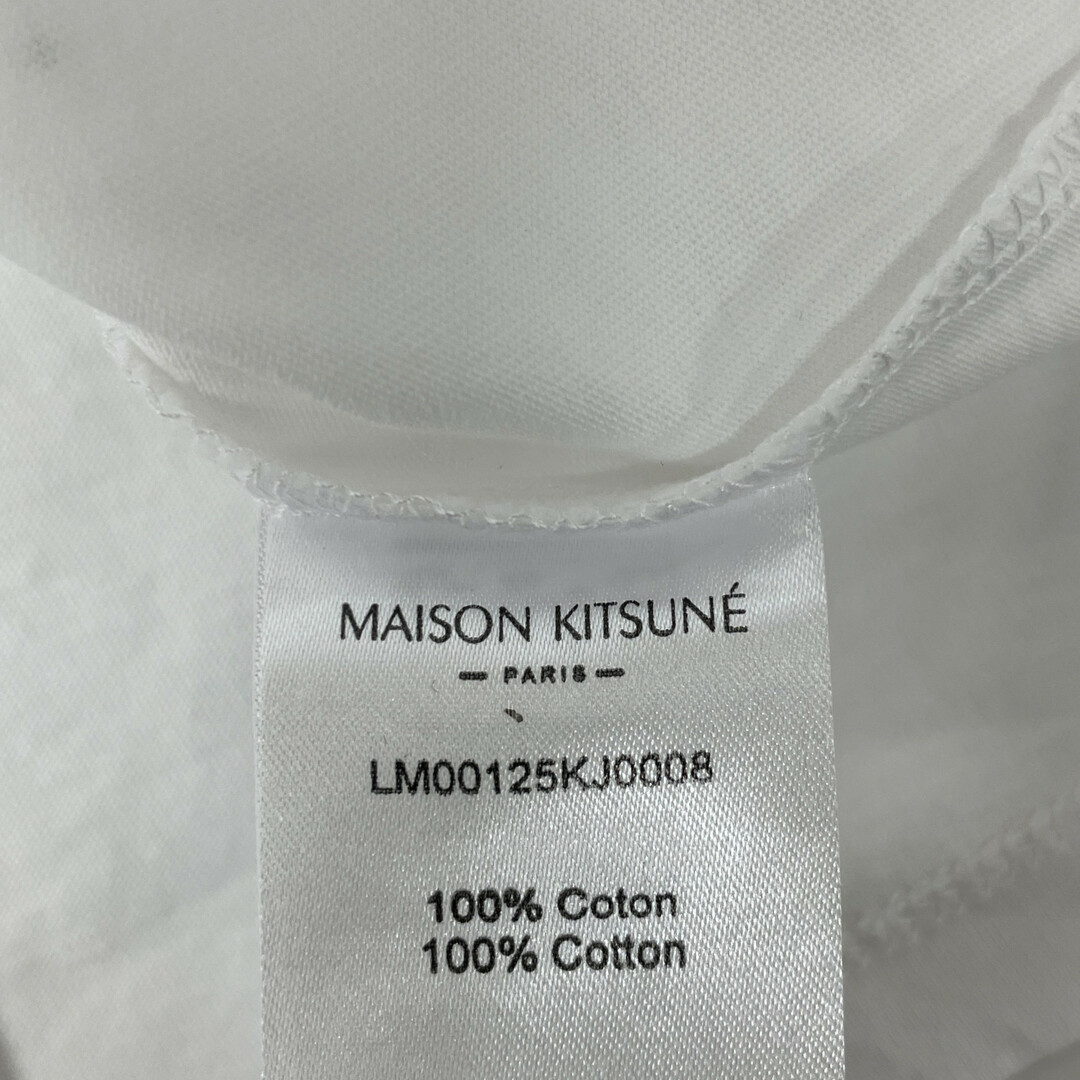 MAISON KITSUNÉ
— PARIS —
LM00125KJ0008
100% Coton
100% Cotton